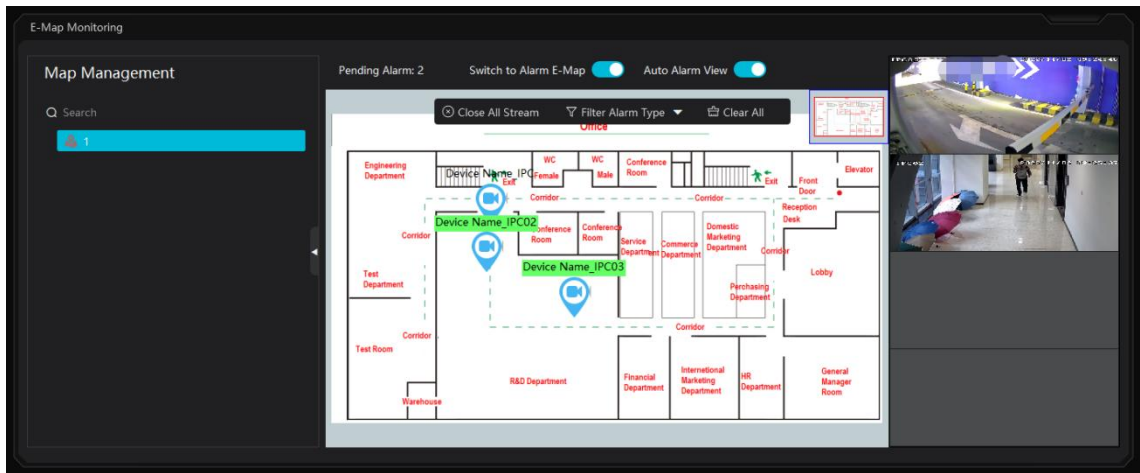 E-Map Monitoring
Map Management
Search
1
Pending Alarm: 2
Switch to Alarm E-Map
Auto Alarm View
Close All Stream
Filter Alarm Type
Clear All
Office
Engineering
Department
WC
Female
WC
Male
Conference
Room
Exit
Exit
Front
Door
Elevator
Device Name_IPC
Corridor
Corridor
Reception
Desk
Device Name_IPC02
Conference
Room
Conference
Room
Corridor
Service
Department
Commerce
Department
Domestic
Marketing
Department
Corridor
Device Name_IPC03
Lobby
Test
Department
Perchasing
Department
Corridor
Corridor
Test Room
R&D Department
Financial
Department
Internetional
Marketing
Department
HR
Department
General
Manager
Room
Warehouse